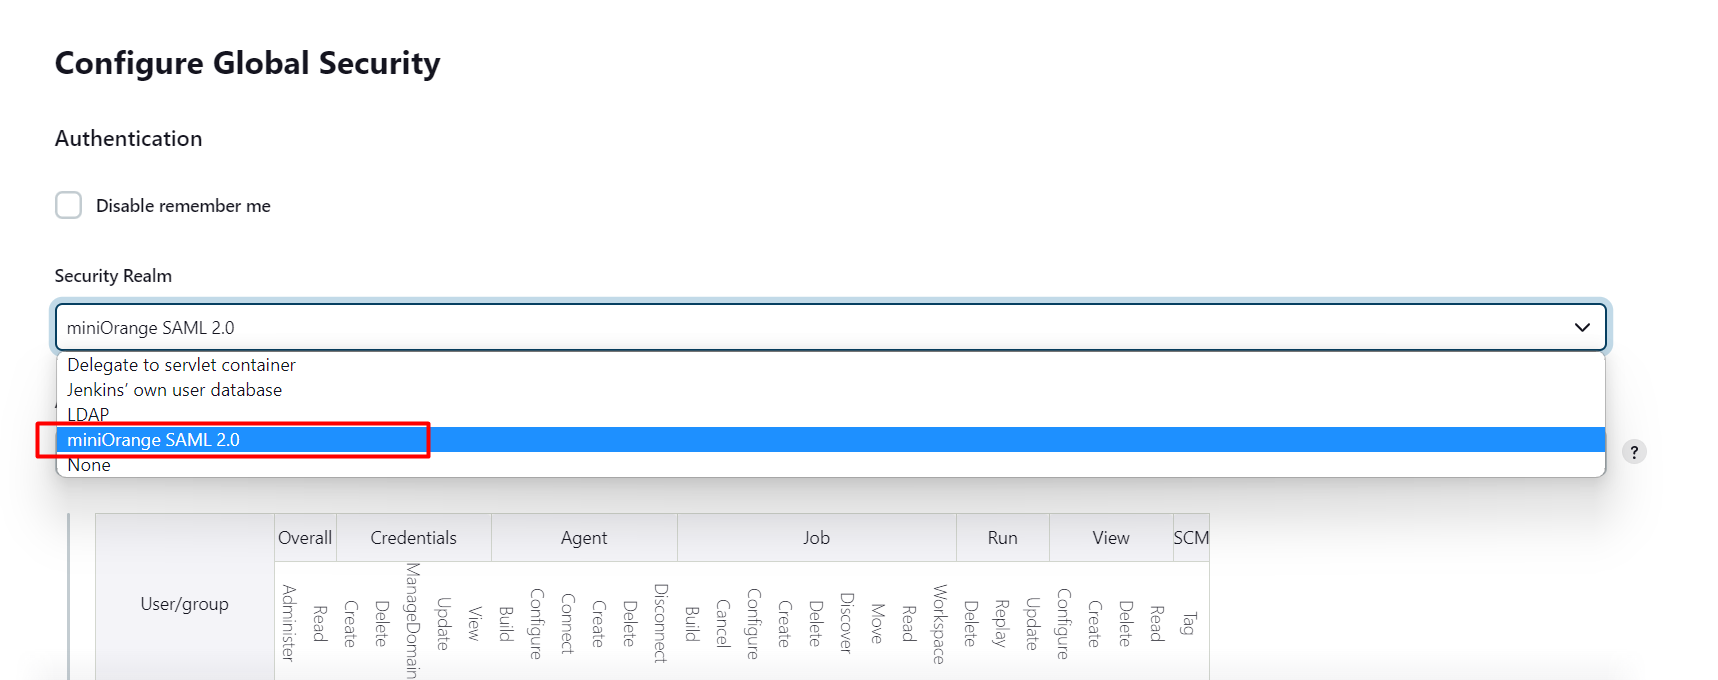 Configure Global Security
Authentication
Disable remember me
Security Realm
miniOrange SAML 2.0
Delegate to servlet container
Jenkins’ own user database
LDAP
miniOrange SAML 2.0
None
?
Overall Credentials Agent Job Run View SCM
User/group
Administer
Read
Create
Delete
ManageDomains
Update
View
Build
Configure
Connect
Create
Delete
Disconnect
Build
Cancel
Configure
Create
Delete
Discover
Move
Read
Workspace
Delete
Replay
Update
Configure
Create
Delete
Read
Tag